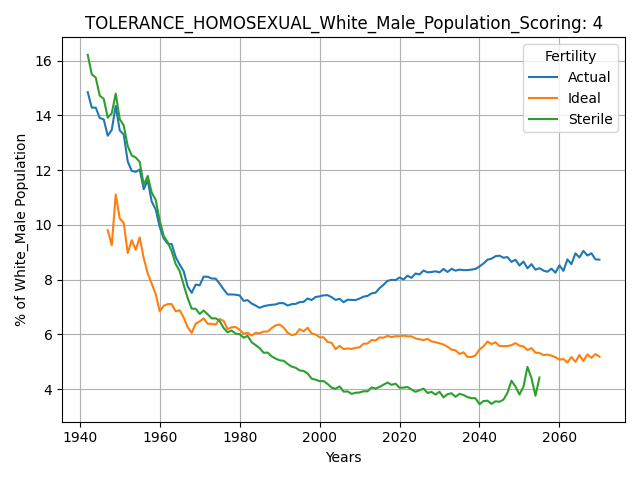 TOLERANCE_HOMOSEXUAL_White_Male_Population_Scoring: 4
Fertility
Actual
Ideal
Sterile
% of White_Male Population
16
14
12
10
8
6
4
1940 1960 1980 2000 2020 2040 2060
Years